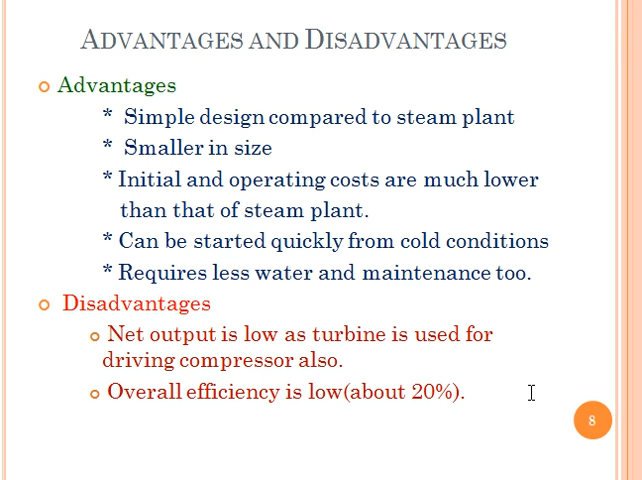 ADVANTAGES AND DISADVANTAGES
Advantages
* Simple design compared to steam plant
* Smaller in size
* Initial and operating costs are much lower
than that of steam plant.
* Can be started quickly from cold conditions
* Requires less water and maintenance too.
Disadvantages
Net output is low as turbine is used for
driving compressor also.
Overall efficiency is low(about 20%).
8